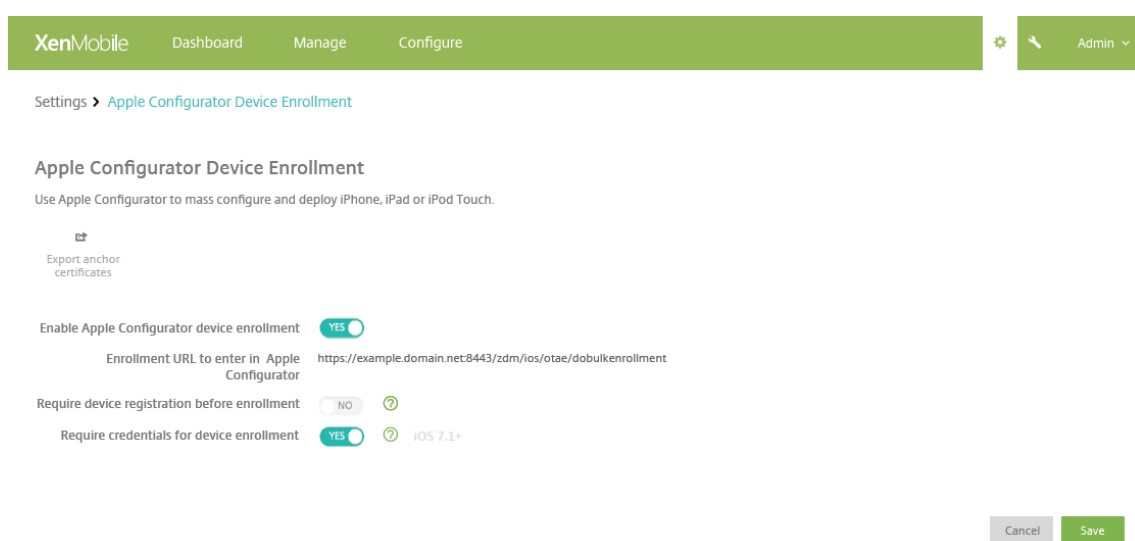 XenMobile Dashboard Manage Configure Admin
Settings > Apple Configurator Device Enrollment
Apple Configurator Device Enrollment
Use Apple Configurator to mass configure and deploy iPhone, iPad or iPod Touch.
Export anchor
certificates
Enable Apple Configurator device enrollment YES
Enrollment URL to enter in Apple https://example.domain.net:8443/zdm/ios/otae/dobulkenrollment
Configurator
Require device registration before enrollment NO ?
Require credentials for device enrollment YES ? iOS 7.1+
Cancel Save